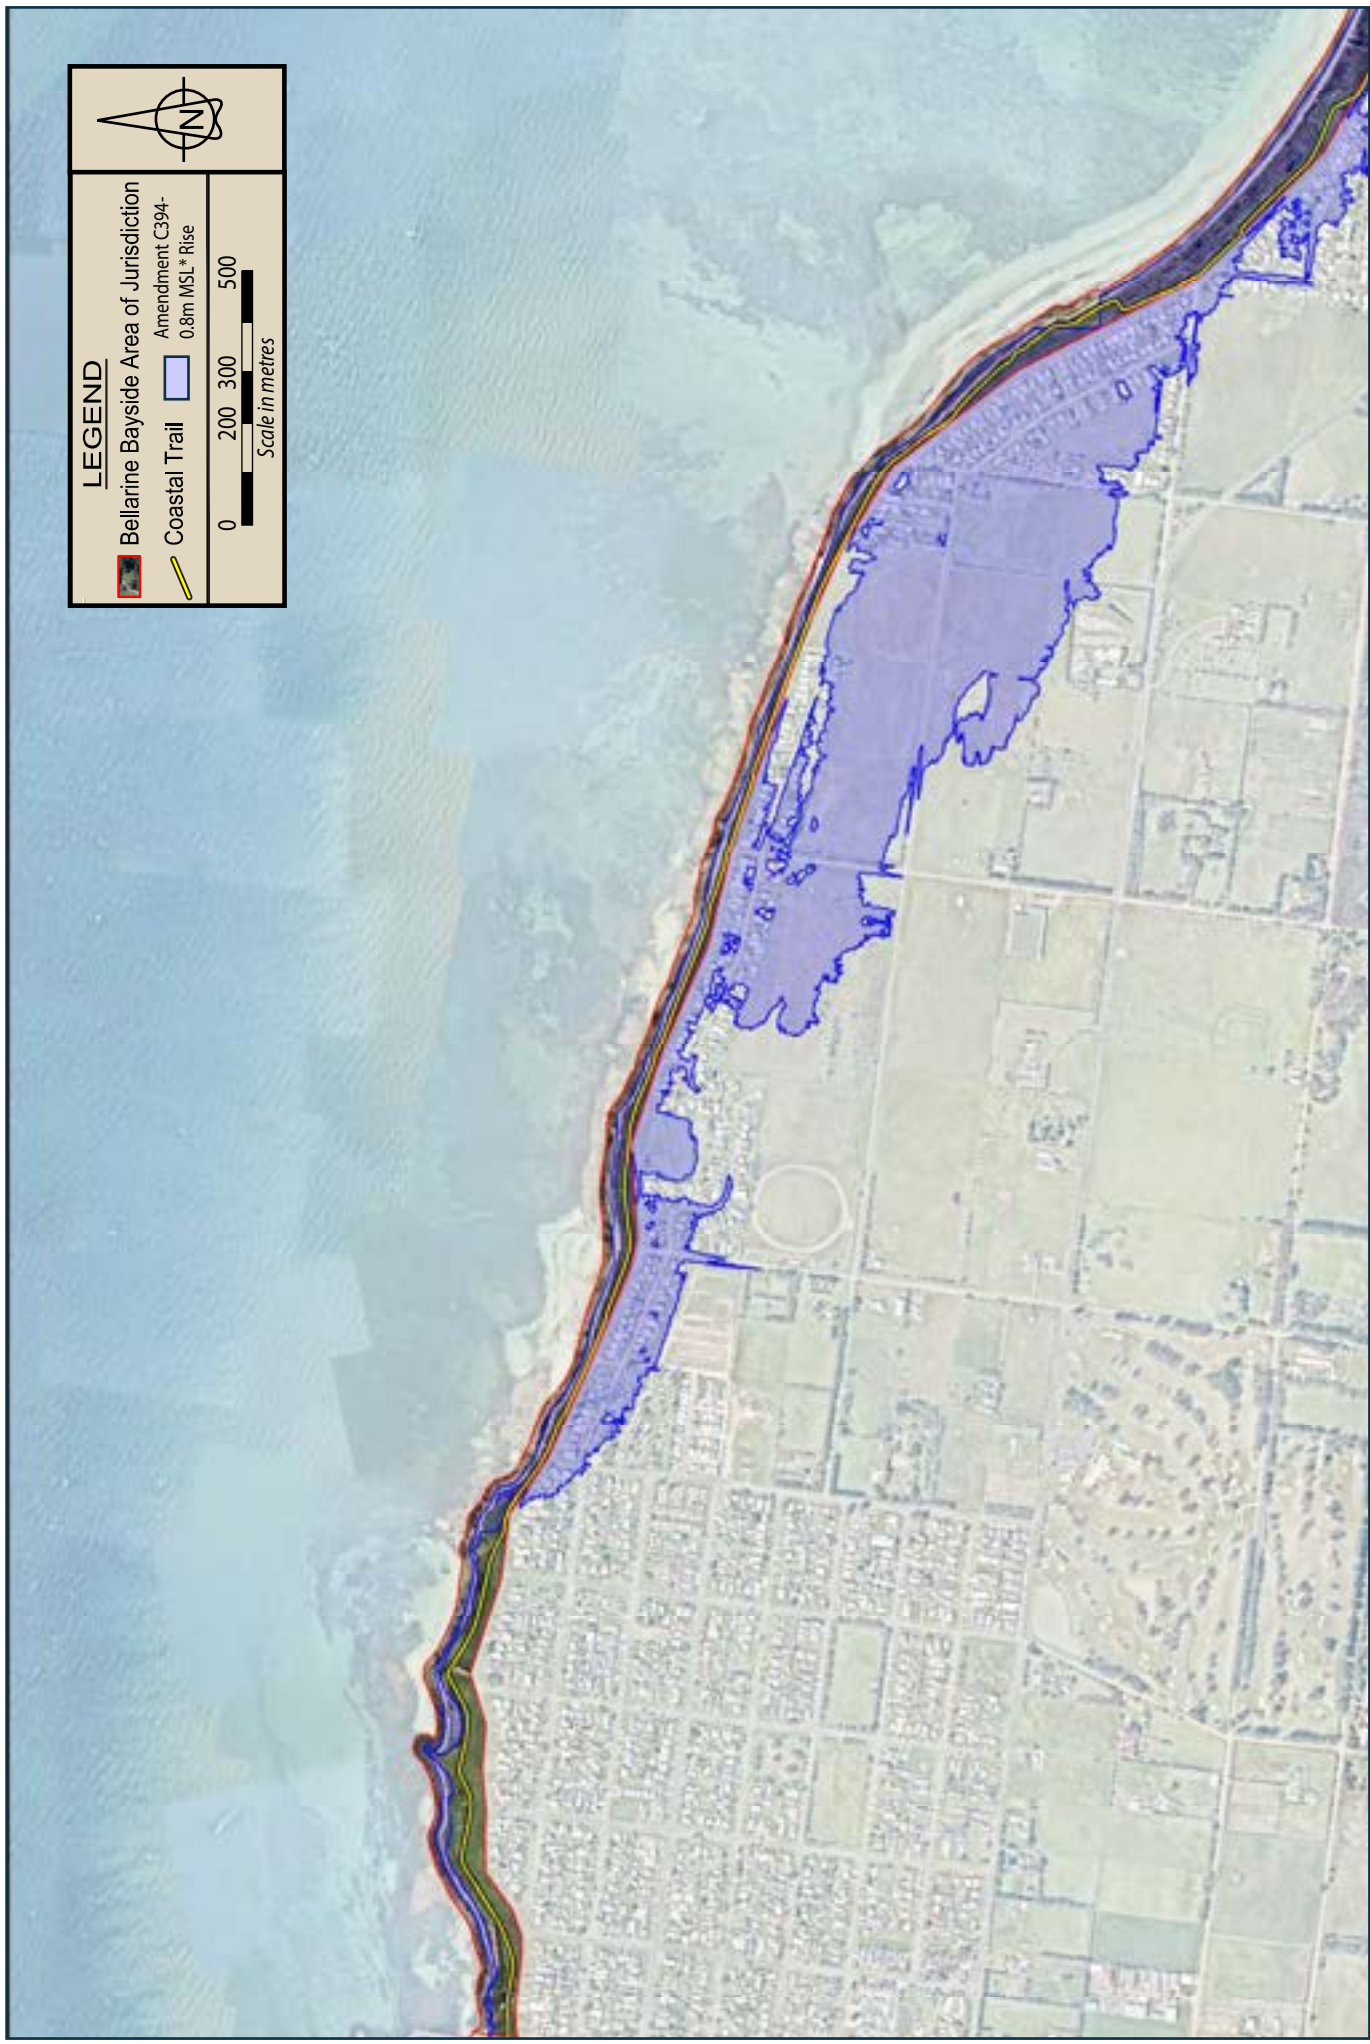 LEGEND
Bellarine Bayside Area of Jurisdiction
Coastal Trail
Amendment C394-
0.8m MSL* Rise
0 200 300 500
Scale in metres
N